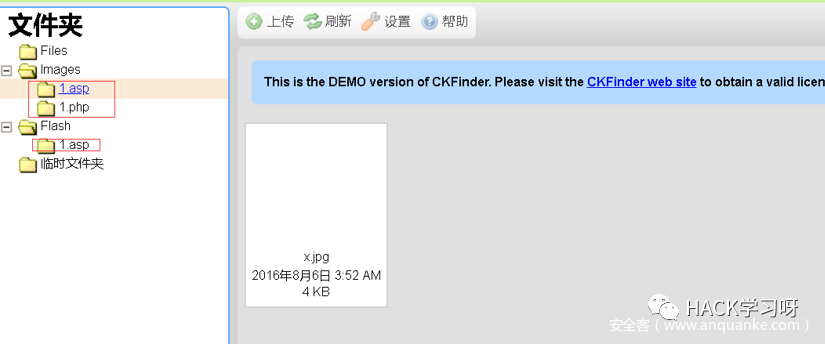 文件夹
Files
Images
1.asp
1.php
Flash
1.asp
临时文件夹
上传 刷新 设置 帮助
This is the DEMO version of CKFinder. Please visit the CKFinder web site to obtain a valid licen
x.jpg
2016年8月6日 3:52 AM
4 KB
HACK学习呀
安全客（www.anquanke.com）